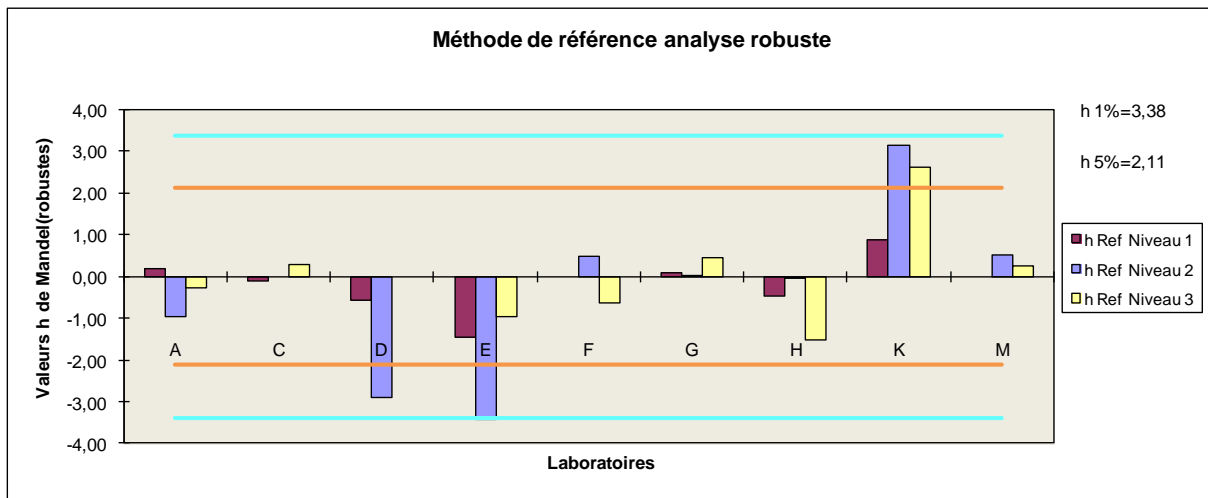 Méthode de référence analyse robuste
Valeurs h de Mandel(robustes)
4,00
3,00
2,00
1,00
0,00
-1,00
-2,00
-3,00
-4,00
A C D E F G H K M
Laboratoires
h 1%=3,38
h 5%=2,11
h Ref Niveau 1
h Ref Niveau 2
h Ref Niveau 3